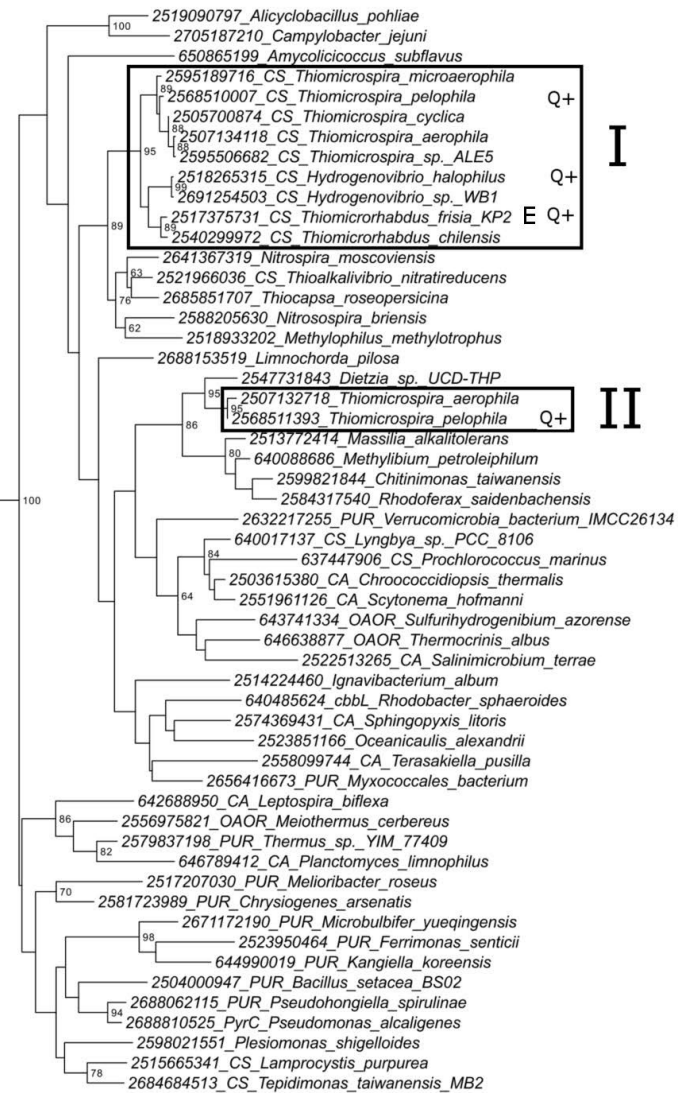 2519090797_Alicyclobacillus_pohliae
100
2705187210_Campylobacter_jejuni
650865199_Amycolicicoccus_subflavus
2595189716_CS_Thiomicrospira_microaerophila
89
2568510007_CS_Thiomicrospira_pelophila Q+
2505700874_CS_Thiomicrospira_cyclica
88
2507134118_CS_Thiomicrospira_aerophila
I
88
95
2595506682_CS_Thiomicrospira_sp._ALE5
2518265315_CS_Hydrogenovibrio_halophilus Q+
99
2691254503_CS_Hydrogenovibrio_sp._WB1
2517375731_CS_Thiomicrorhabdus_frisia_KP2 E Q+
89
89
2540299972_CS_Thiomicrorhabdus_chilensis
2641367319_Nitrospira_moscoviensis
63
2521966036_CS_Thioalkalivibrio_nitratireducens
76
2685851707_Thiocapsa_roseopersicina
2588205630_Nitrosospira_briensis
62
2518933202_Methylophilus_methylotrophus
2688153519_Limnochorda_pilosa
2547731843_Dietzia_sp._UCD-THP
95
2507132718_Thiomicrospira_aerophila
95
II
2568511393_Thiomicrospira_pelophila Q+
86
2513772414_Massilia_alkalitolerans
80
640088686_Methylibium_petroleiphilum
2599821844_Chitinimonas_taiwanensis
2584317540_Rhodoferax_saidenbachensis
100
2632217255_PUR_Verrucomicrobia_bacterium_IMCC26134
640017137_CS_Lyngbya_sp._PCC_8106
84
637447906_CS_Prochlorococcus_marinus
2503615380_CA_Chroococcidiopsis_thermalis
64
2551961126_CA_Scytonema_hofmanni
643741334_OAOR_Sulfurihydrogenibium_azorense
646638877_OAOR_Thermocrinis_albus
2522513265_CA_Salinimicrobium_terrae
2514224460_Ignavibacterium_album
640485624_cbbL_Rhodobacter_sphaeroides
2574369431_CA_Sphingopyxis_litoris
2523851166_Oceanicaulis_alexandrii
2558099744_CA_Terasakiella_pusilla
2656416673_PUR_Myxococcales_bacterium
642688950_CA_Leptospira_biflexa
86
2556975821_OAOR_Meiothermus_cerbereus
2579837198_PUR_Thermus_sp._YIM_77409
82
646789412_CA_Planctomyces_limnophilus
2517207030_PUR_Melioribacter_roseus
70
2581723989_PUR_Chrysiogenes_arsenatis
2671172190_PUR_Microbulbifer_yueqingensis
98
2523950464_PUR_Ferrimonas_senticii
644990019_PUR_Kangiella_koreensis
2504000947_PUR_Bacillus_setacea_BS02
2688062115_PUR_Pseudohongiella_spirulinae
94
2688810525_PyrC_Pseudomonas_alcaligenes
2598021551_Plesiomonas_shigelloides
2515665341_CS_Lamprocystis_purpurea
78
2684684513_CS_Tepidimonas_taiwanensis_MB2